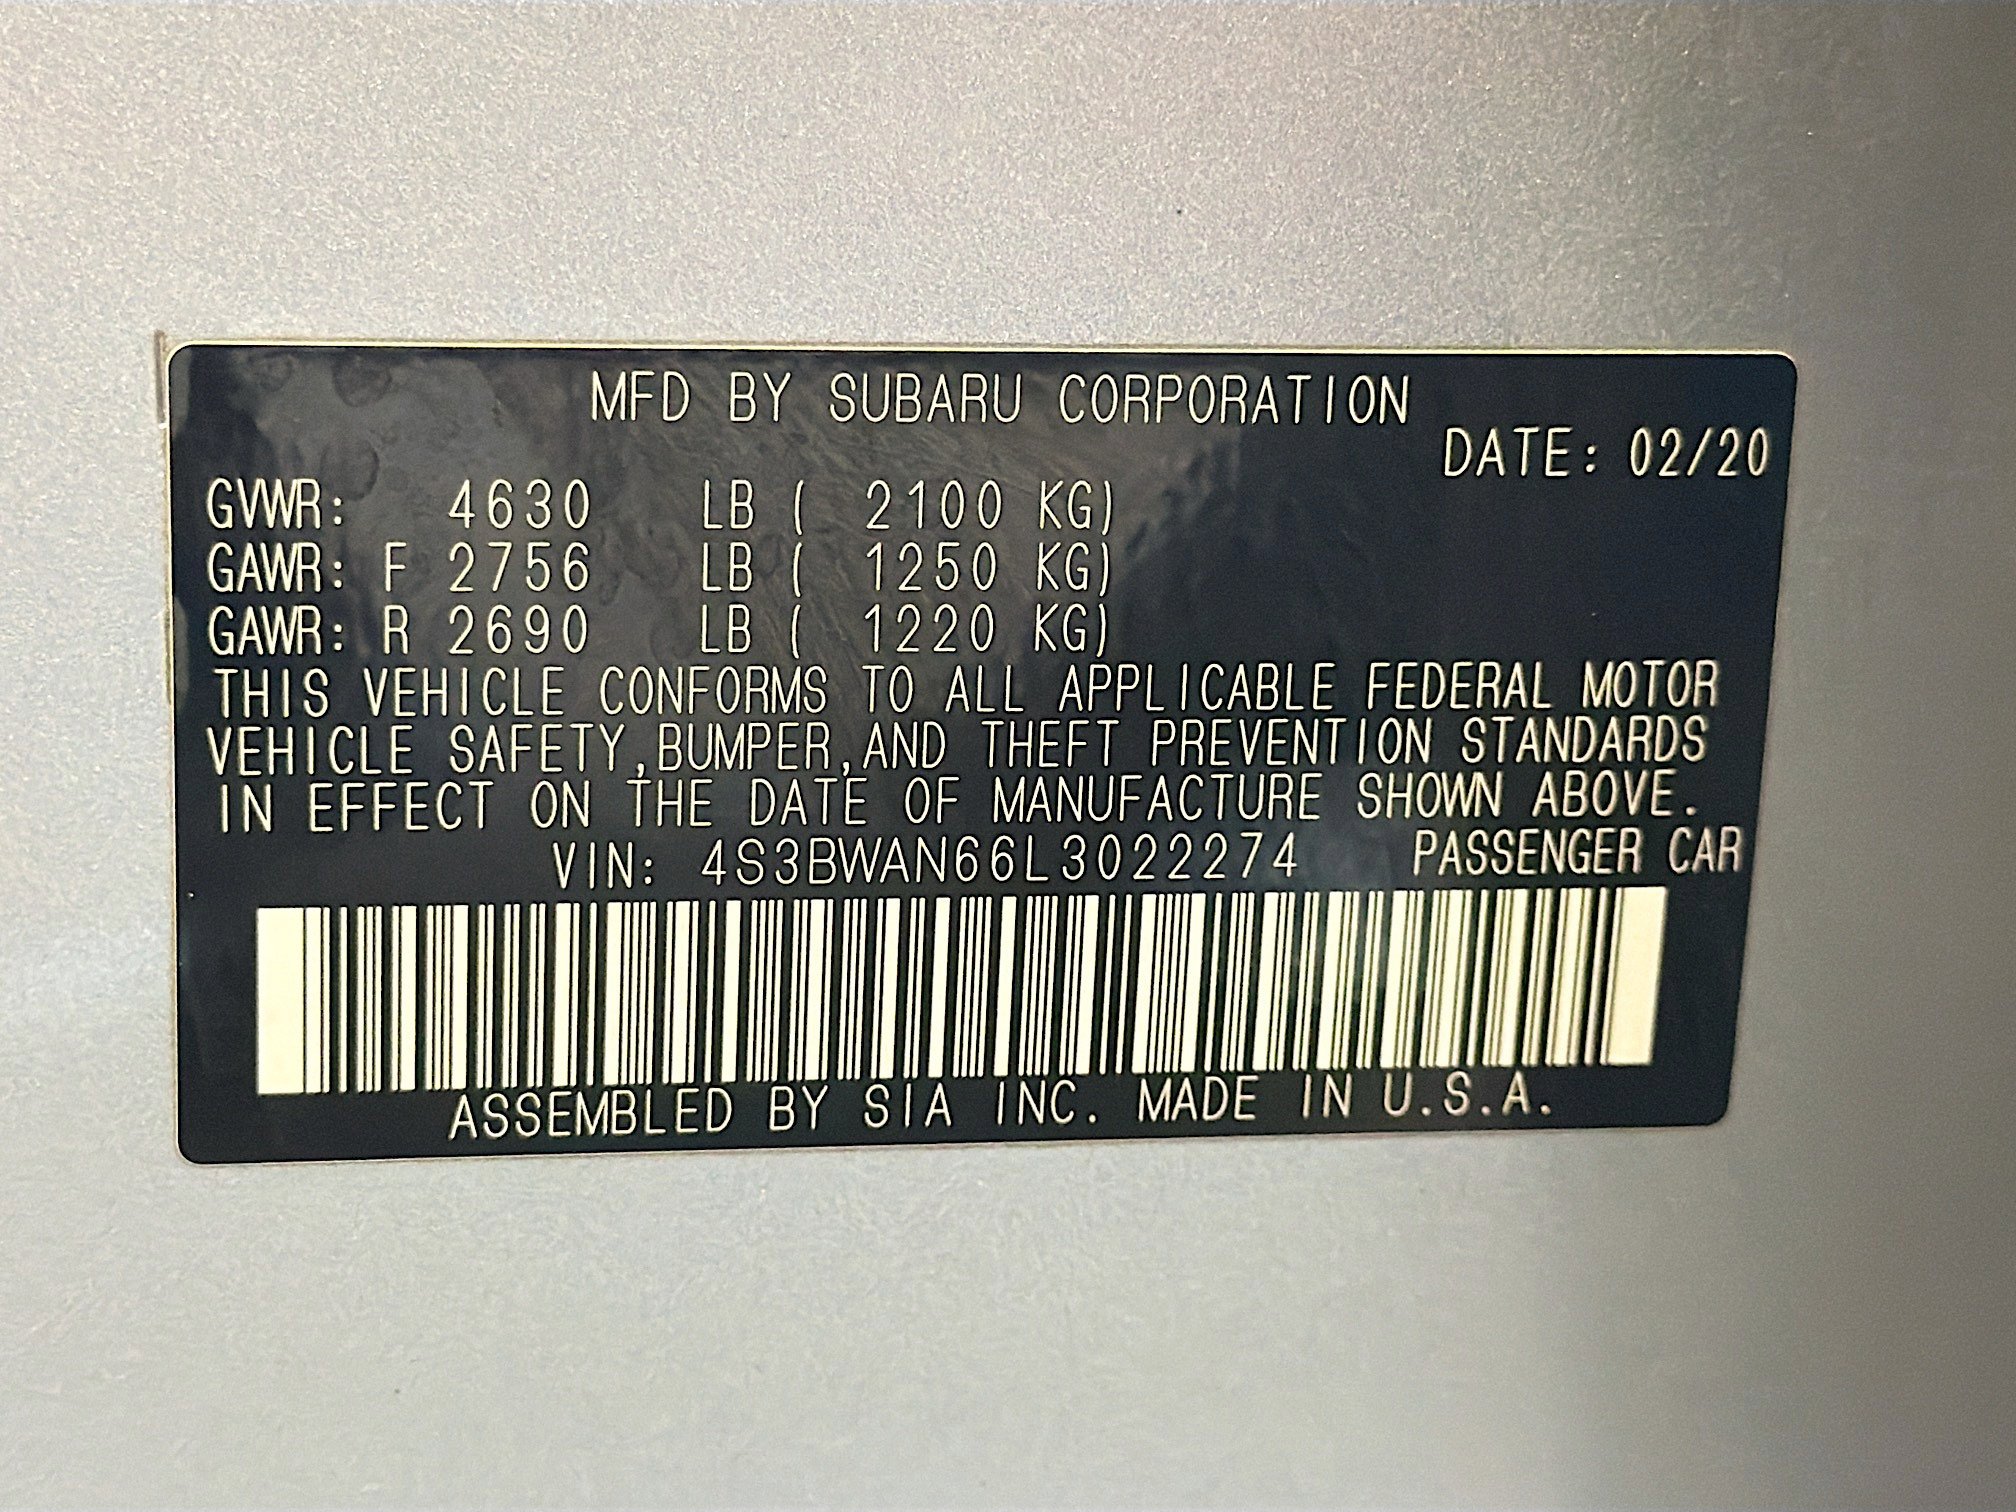 MFD BY SUBARU CORPORATION
DATE: 02/20
GVWR: 4630 LB ( 2100 KG)
GAWR: F 2756 LB ( 1250 KG)
GAWR: R 2690 LB ( 1220 KG)
THIS VEHICLE CONFORMS TO ALL APPLICABLE FEDERAL MOTOR
VEHICLE SAFETY,BUMPER,AND THEFT PREVENTION STANDARDS
IN EFFECT ON THE DATE OF MANUFACTURE SHOWN ABOVE.
VIN: 4S3BWAN66L3022274 PASSENGER CAR
ASSEMBLED BY SIA INC. MADE IN U.S.A.